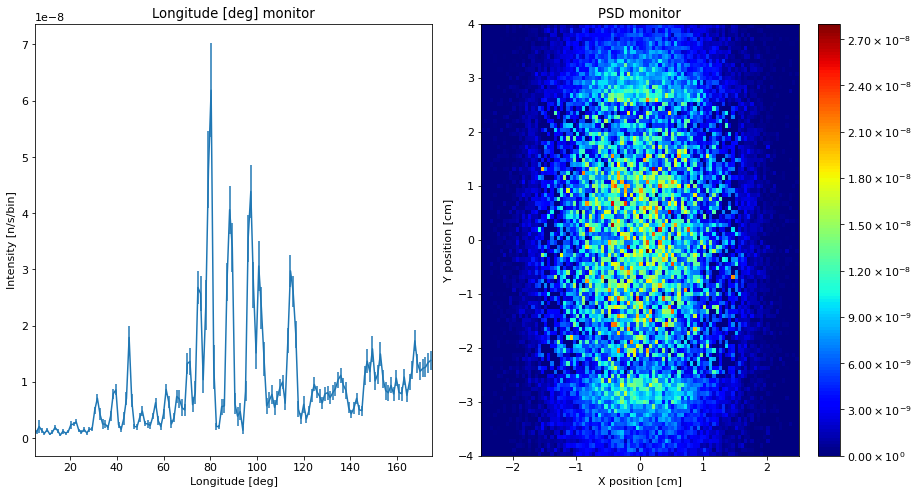 Longitude [deg] monitor
1e−8
7
6
5
4
3
2
1
0
Intensity [n/s/bin]
20 40 60 80 100 120 140 160
Longitude [deg]
PSD monitor
4
3
2
1
0
−1
−2
−3
−4
Y position [cm]
−2 −1 0 1 2
X position [cm]
2.70 × 10⁻⁸
2.40 × 10⁻⁸
2.10 × 10⁻⁸
1.80 × 10⁻⁸
1.50 × 10⁻⁸
1.20 × 10⁻⁸
9.00 × 10⁻⁹
6.00 × 10⁻⁹
3.00 × 10⁻⁹
0.00 × 10⁰